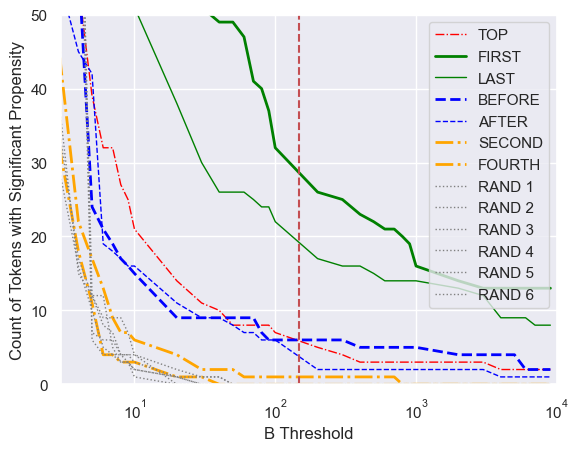 50
40
30
20
10
0
Count of Tokens with Significant Propensity
10¹
10²
10³
10⁴
B Threshold
TOP
FIRST
LAST
BEFORE
AFTER
SECOND
FOURTH
RAND 1
RAND 2
RAND 3
RAND 4
RAND 5
RAND 6